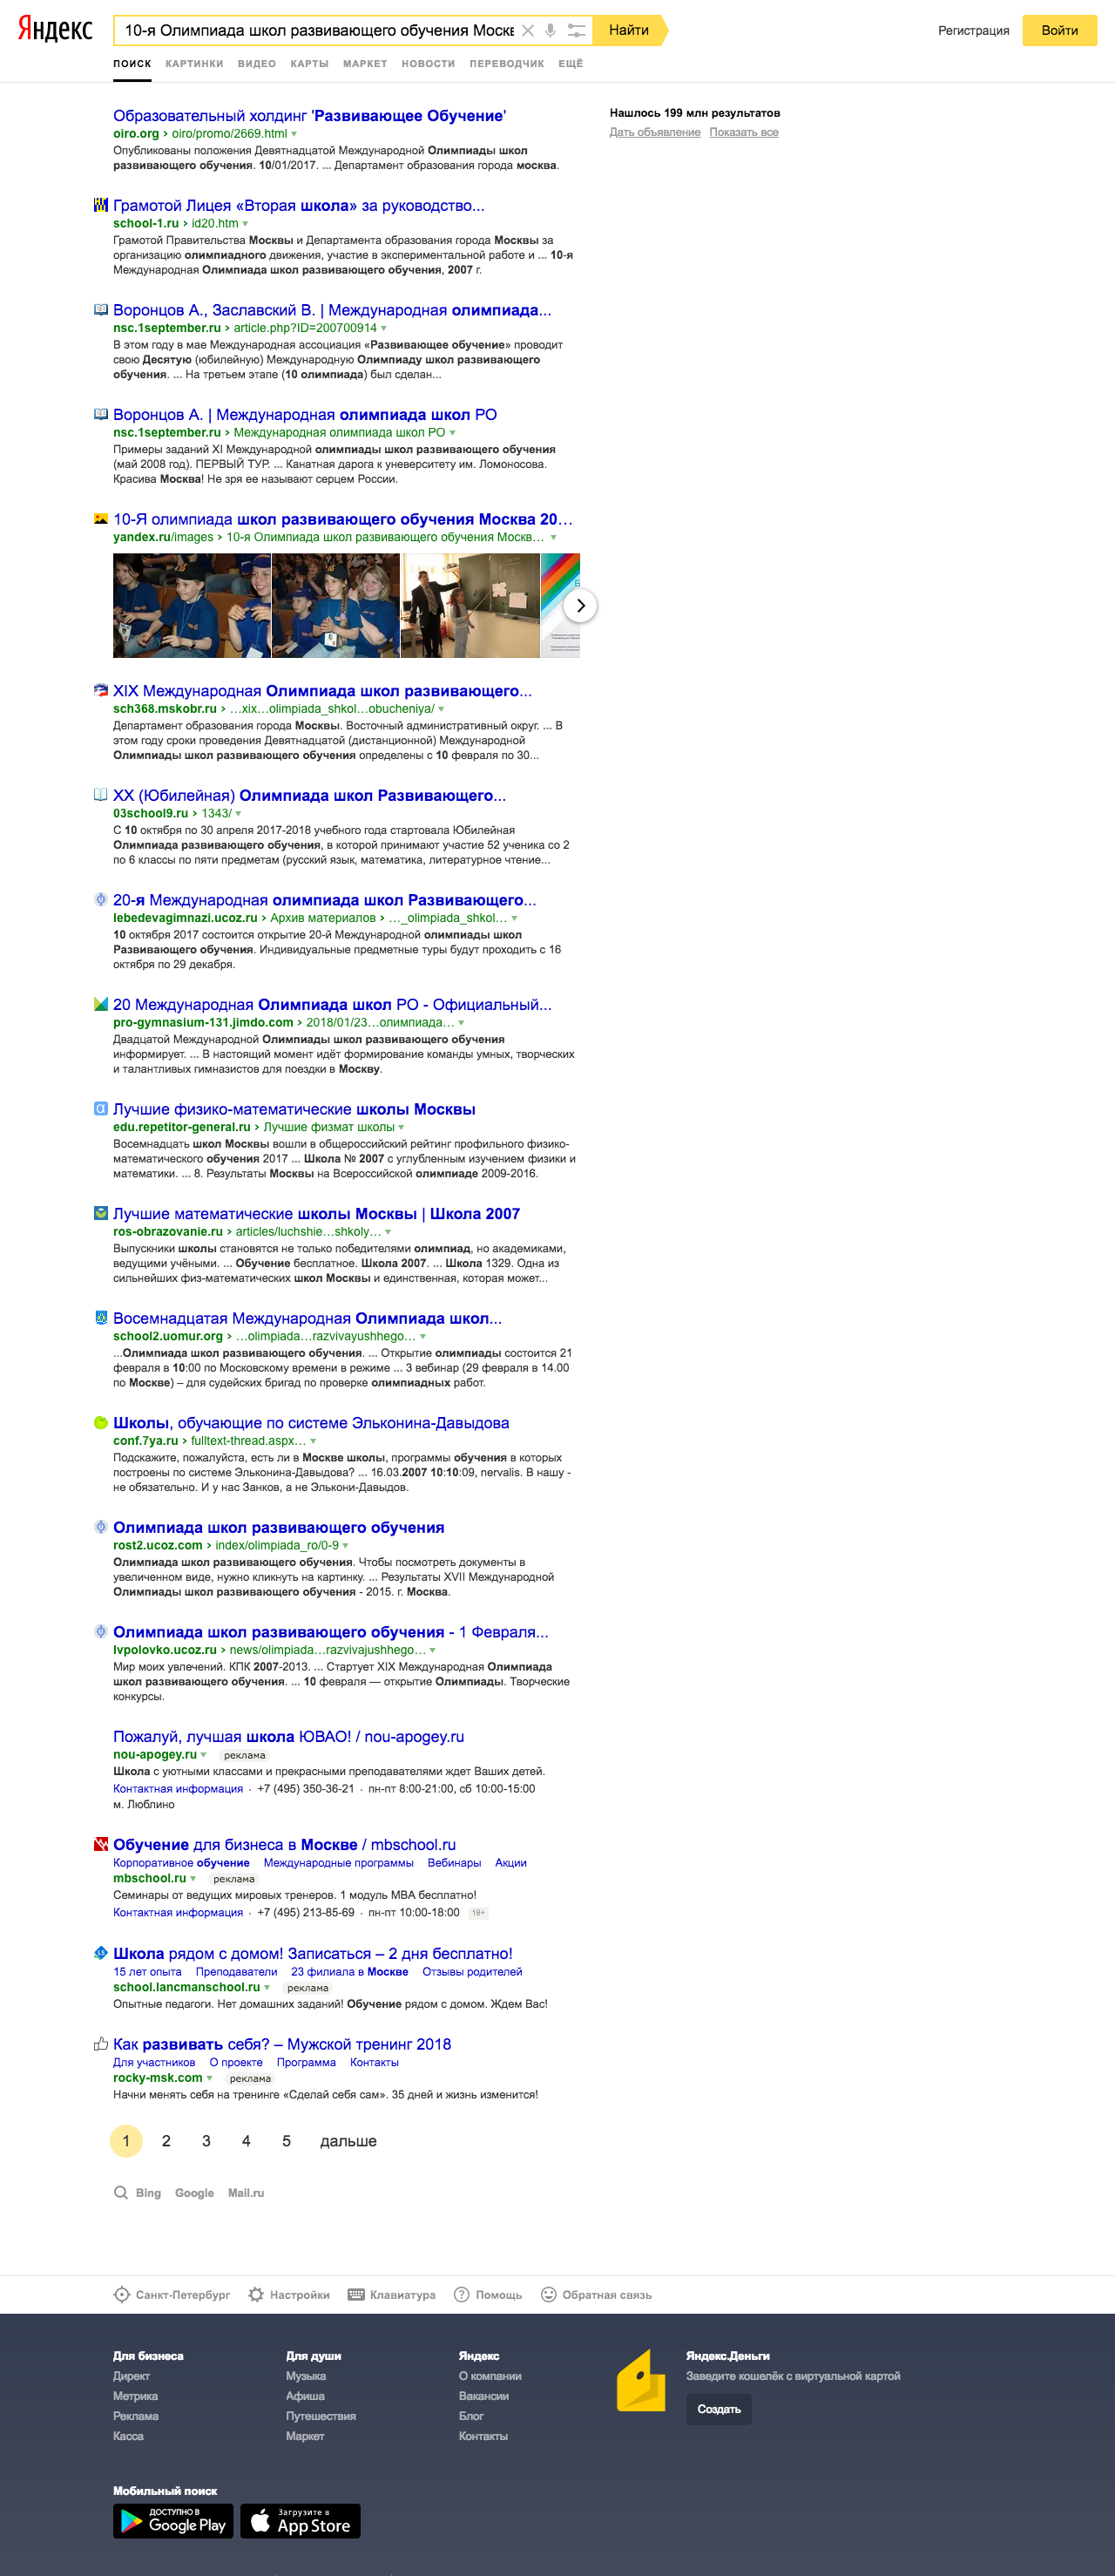 Яндекс
10-я Олимпиада школ развивающего обучения Москв
Найти
Регистрация
Войти
ПОИСК КАРТИНКИ ВИДЕО КАРТЫ МАРКЕТ НОВОСТИ ПЕРЕВОДЧИК ЕЩЁ
Образовательный холдинг 'Развивающее Обучение'
oiro.org › oiro/promo/2669.html
Опубликованы положения Девятнадцатой Международной Олимпиады школ
развивающего обучения. 10/01/2017. ... Департамент образования города москва.
Нашлось 199 млн результатов
Дать объявление Показать все
Грамотой Лицея «Вторая школа» за руководство...
school-1.ru › id20.htm
Грамотой Правительства Москвы и Департамента образования города Москвы за
организацию олимпиадного движения, участие в экспериментальной работе и ... 10-я
Международная Олимпиада школ развивающего обучения, 2007 г.
Воронцов А., Заславский В. | Международная олимпиада...
nsc.1september.ru › article.php?ID=200700914
В этом году в мае Международная ассоциация «Развивающее обучение» проводит
свою Десятую (юбилейную) Международную Олимпиаду школ развивающего
обучения. ... На третьем этапе (10 олимпиада) был сделан...
Воронцов А. | Международная олимпиада школ РО
nsc.1september.ru › Международная олимпиада школ РО
Примеры заданий XI Международной олимпиады школ развивающего обучения
(май 2008 год). ПЕРВЫЙ ТУР. ... Канатная дарога к уневерситету им. Ломоносова.
Красива Москва! Не зря ее называют серцем России.
10-Я олимпиада школ развивающего обучения Москва 20...
yandex.ru/images › 10-я Олимпиада школ развивающего обучения Москв...
XIX Международная Олимпиада школ развивающего...
sch368.mskobr.ru › ...xix...olimpiada_shkol...obucheniya/
Департамент образования города Москвы. Восточный административный округ. ... В
этом году сроки проведения Девятнадцатой (дистанционной) Международной
Олимпиады школ развивающего обучения определены с 10 февраля по 30...
XX (Юбилейная) Олимпиада школ Развивающего...
03school9.ru › 1343/
С 10 октября по 30 апреля 2017-2018 учебного года стартовала Юбилейная
Олимпиада развивающего обучения, в которой принимают участие 52 ученика со 2
по 6 классы по пяти предметам (русский язык, математика, литературное чтение...
20-я Международная олимпиада школ Развивающего...
lebedevagimnazi.ucoz.ru › Архив материалов › ..._olimpiada_shkol...
10 октября 2017 состоится открытие 20-й Международной олимпиады школ
Развивающего обучения. Индивидуальные предметные туры будут проходить с 16
октября по 29 декабря.
20 Международная Олимпиада школ РО - Официальный...
pro-gymnasium-131.jimdo.com › 2018/01/23...олимпиада...
Двадцатой Международной Олимпиады школ развивающего обучения
информирует. ... В настоящий момент идёт формирование команды умных, творческих
и талантливых гимназистов для поездки в Москву.
Лучшие физико-математические школы Москвы
edu.repetitor-general.ru › Лучшие физмат школы
Восемнадцать школ Москвы вошли в общероссийский рейтинг профильного физико-
математического обучения 2017 ... Школа № 2007 с углубленным изучением физики и
математики. ... 8. Результаты Москвы на Всероссийской олимпиаде 2009-2016.
Лучшие математические школы Москвы | Школа 2007
ros-obrazovanie.ru › articles/luchshie...shkoly...
Выпускники школы становятся не только победителями олимпиад, но академиками,
ведущими учёными. ... Обучение бесплатное. Школа 2007. ... Школа 1329. Одна из
сильнейших физ-математических школ Москвы и единственная, которая может...
Восемнадцатая Международная Олимпиада школ...
school2.uomur.org › ...olimpiada...razvivayushhego...
...Олимпиада школ развивающего обучения. ... Открытие олимпиады состоится 21
февраля в 10:00 по Московскому времени в режиме ... 3 вебинар (29 февраля в 14.00
по Москве) – для судейских бригад по проверке олимпиадных работ.
Школы, обучающие по системе Эльконина-Давыдова
conf.7ya.ru › fulltext-thread.aspx...
Подскажите, пожалуйста, есть ли в Москве школы, программы обучения в которых
построены по системе Эльконина-Давыдова? ... 16.03.2007 10:10:09, nervalis. В нашу -
не обязательно. И у нас Занков, а не Элькони-Давыдов.
Олимпиада школ развивающего обучения
rost2.ucoz.com › index/olimpiada_ro/0-9
Олимпиада школ развивающего обучения. Чтобы посмотреть документы в
увеличенном виде, нужно кликнуть на картинку. ... Результаты XVII Международной
Олимпиады школ развивающего обучения - 2015. г. Москва.
Олимпиада школ развивающего обучения - 1 Февраля...
lvpolovko.ucoz.ru › news/olimpiada...razvivajushhego...
Мир моих увлечений. КПК 2007-2013. ... Стартует XIX Международная Олимпиада
школ развивающего обучения. ... 10 февраля — открытие Олимпиады. Творческие
конкурсы.
Пожалуй, лучшая школа ЮВАО! / nou-apogey.ru
nou-apogey.ru реклама
Школа с уютными классами и прекрасными преподавателями ждет Ваших детей.
Контактная информация · +7 (495) 350-36-21 · пн-пт 8:00-21:00, сб 10:00-15:00
м. Люблино
Обучение для бизнеса в Москве / mbschool.ru
Корпоративное обучение Международные программы Вебинары Акции
mbschool.ru реклама
Семинары от ведущих мировых тренеров. 1 модуль MBA бесплатно!
Контактная информация · +7 (495) 213-85-69 · пн-пт 10:00-18:00 18+
Школа рядом с домом! Записаться – 2 дня бесплатно!
15 лет опыта Преподаватели 23 филиала в Москве Отзывы родителей
school.lancmanschool.ru реклама
Опытные педагоги. Нет домашних заданий! Обучение рядом с домом. Ждем Вас!
Как развивать себя? – Мужской тренинг 2018
Для участников О проекте Программа Контакты
rocky-msk.com реклама
Начни менять себя на тренинге «Сделай себя сам». 35 дней и жизнь изменится!
1 2 3 4 5 дальше
Bing Google Mail.ru
Санкт-Петербург Настройки Клавиатура Помощь Обратная связь
Для бизнеса
Директ
Метрика
Реклама
Касса
Для души
Музыка
Афиша
Путешествия
Маркет
Яндекс
О компании
Вакансии
Блог
Контакты
Яндекс.Деньги
Заведите кошелёк с виртуальной картой
Создать
Мобильный поиск
ДОСТУПНО В
Google Play
Загрузите в
App Store